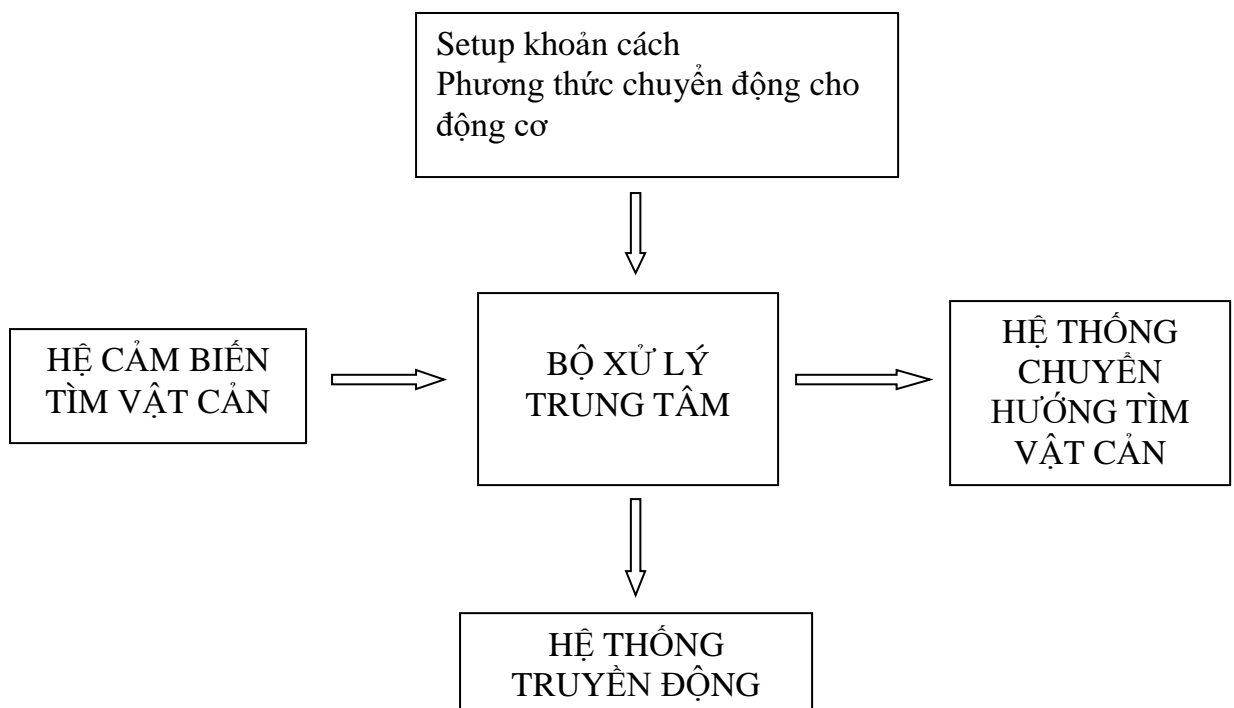 Setup khoản cách
Phương thức chuyển động cho
động cơ
HỆ CẢM BIẾN
TÌM VẬT CẢN
BỘ XỬ LÝ
TRUNG TÂM
HỆ THỐNG
CHUYỂN
HƯỚNG TÌM
VẬT CẢN
HỆ THỐNG
TRUYỀN ĐỘNG